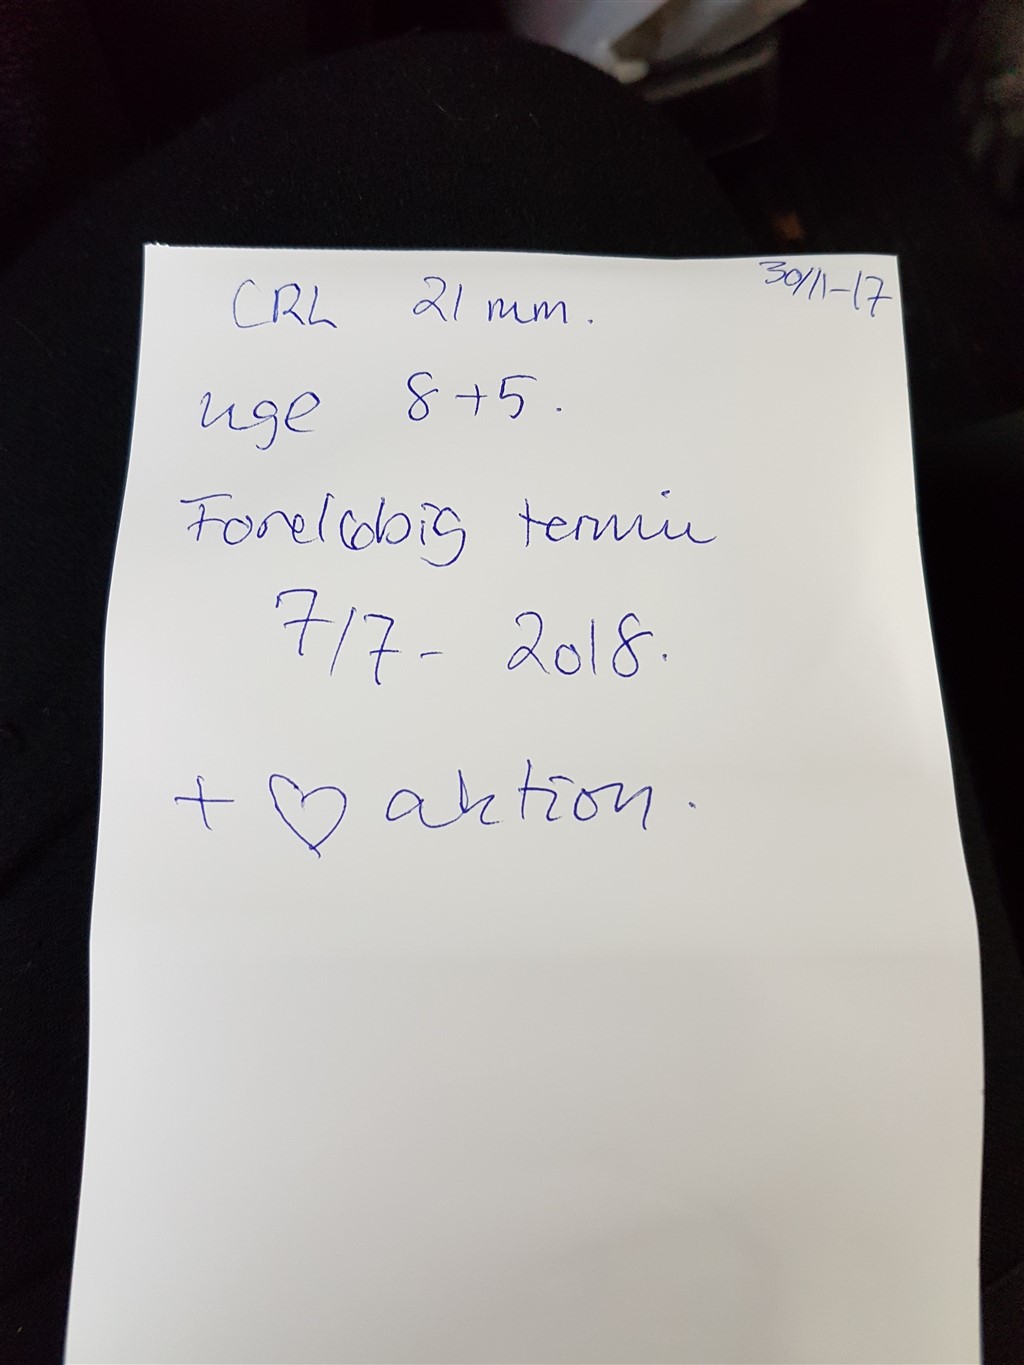 30/11-17
CRL 21 mm.
uge 8+5.
Foreløbig termin
7/7- 2018.
+ ♡ aktion.